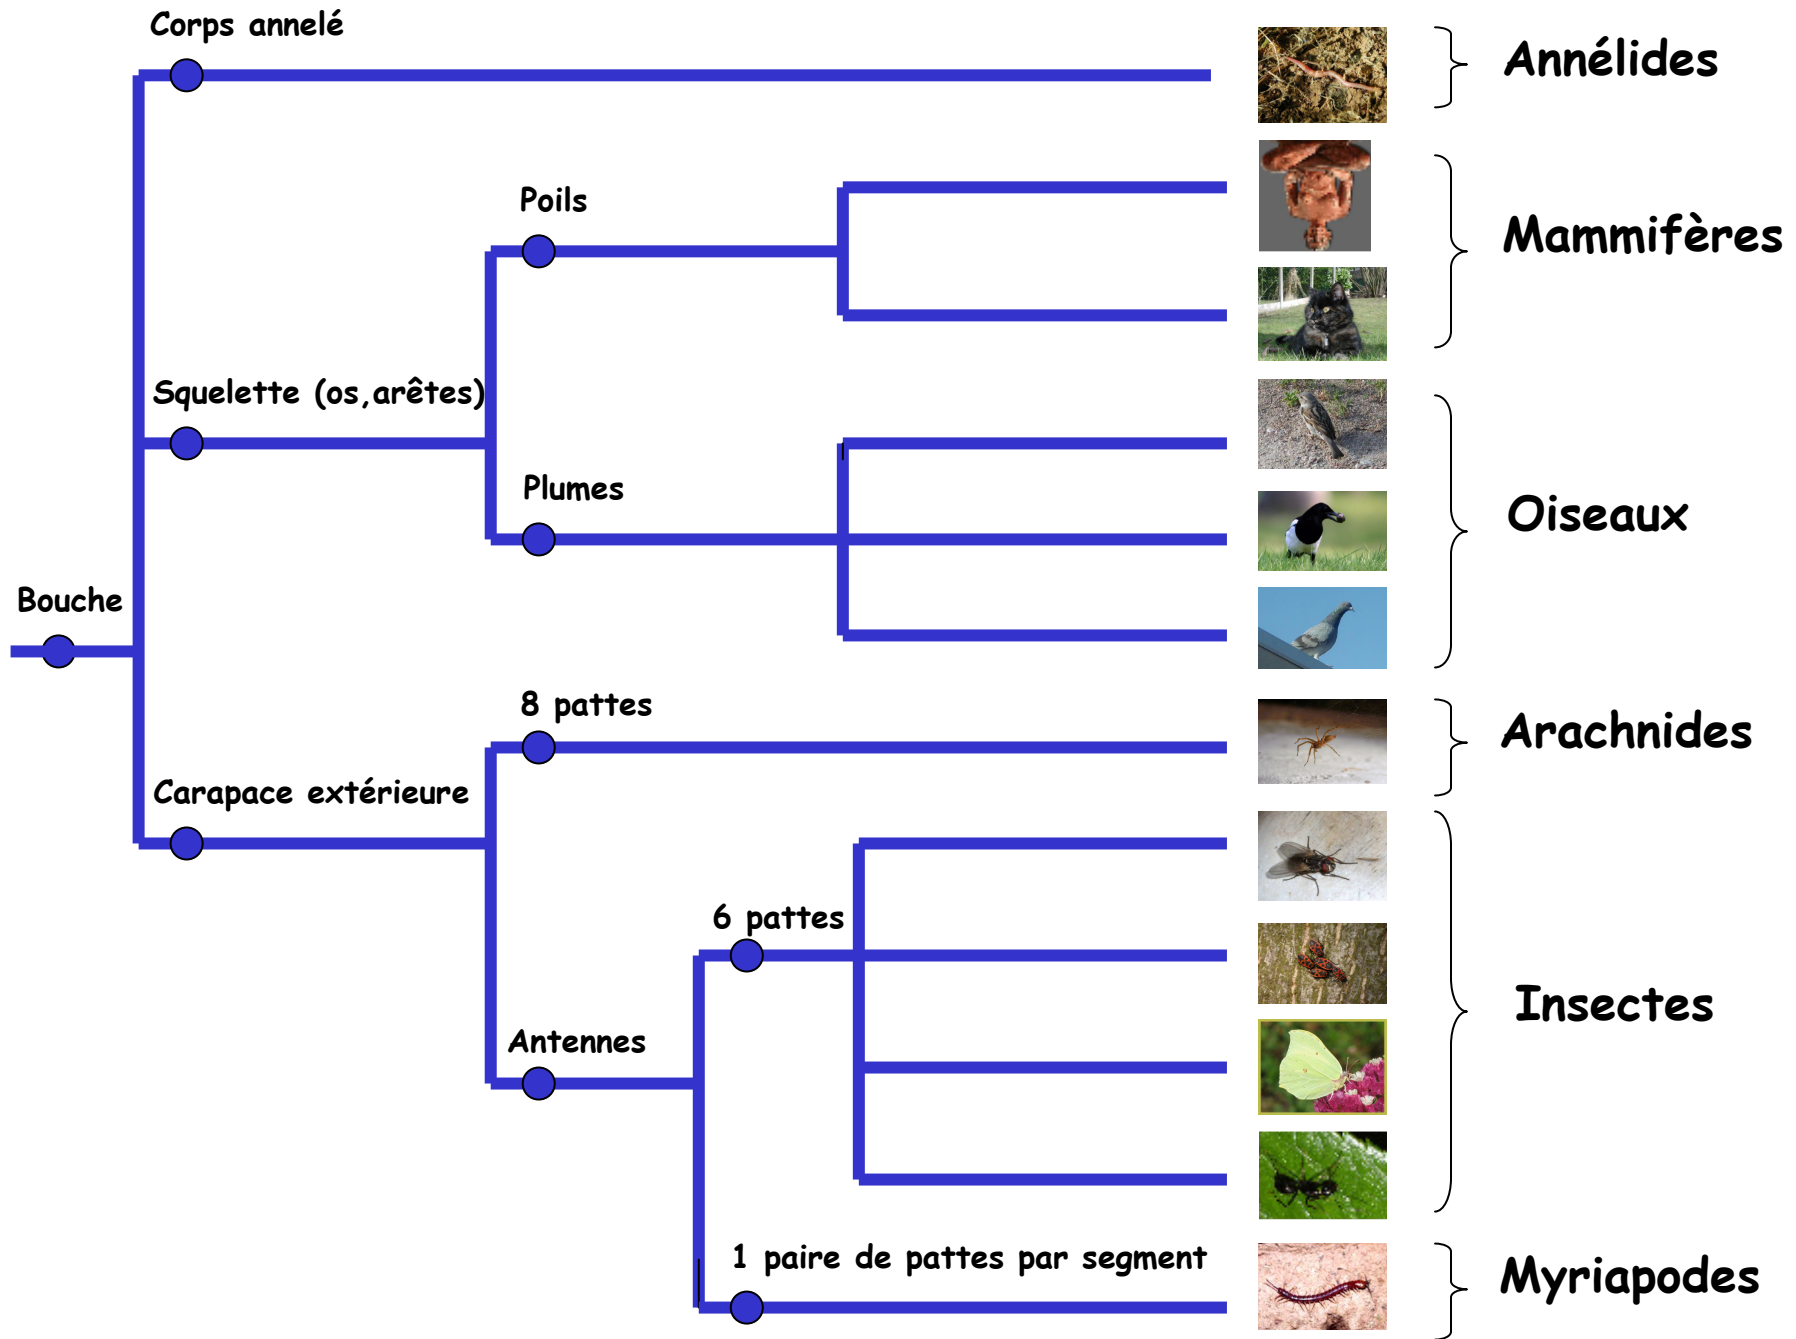 Corps annelé
Annélides
Poils
Mammifères
Squelette (os,arêtes)
Plumes
Oiseaux
Bouche
8 pattes
Arachnides
Carapace extérieure
6 pattes
Insectes
Antennes
1 paire de pattes par segment
Myriapodes